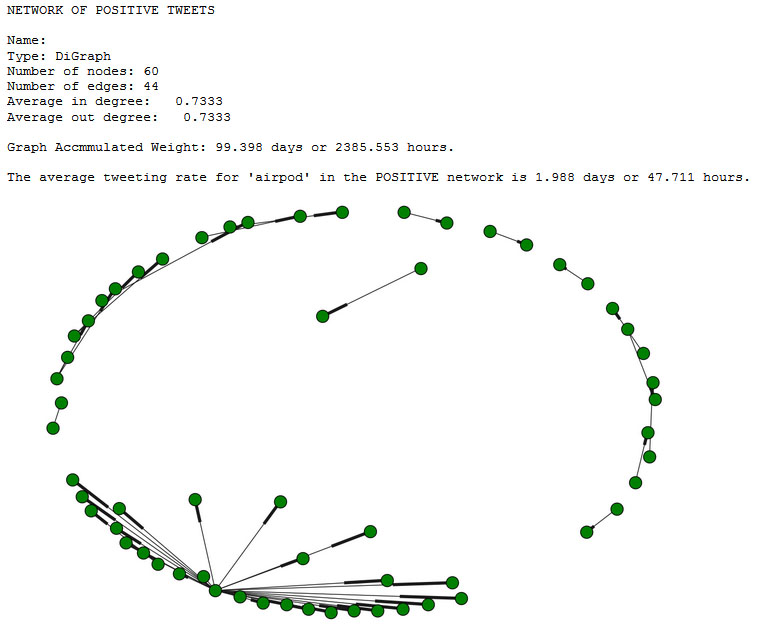 NETWORK OF POSITIVE TWEETS
Name:
Type: DiGraph
Number of nodes: 60
Number of edges: 44
Average in degree: 0.7333
Average out degree: 0.7333
Graph Accmmulated Weight: 99.398 days or 2385.553 hours.
The average tweeting rate for 'airpod' in the POSITIVE network is 1.988 days or 47.711 hours.